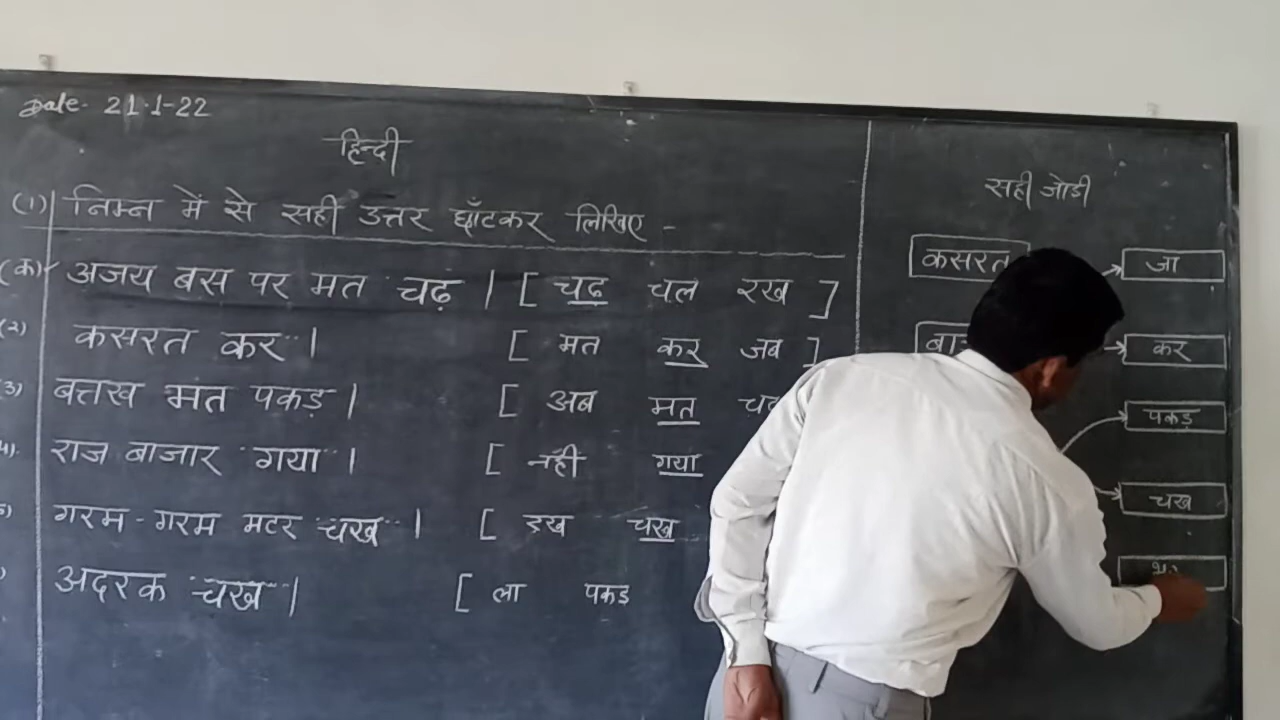 Date. 21.1-22
हिन्दी
(1) निम्न में से सही उत्तर छाँटकर लिखिए -
(क) अजय बस पर मत चढ़ | [ चढ़ चल रख ]
(2) कसरत कर | [ मत कर जब ]
(3) बत्तख मत पकड़ | [ अब मत
राज बाजार गया | [ नही गया
गरम - गरम मटर चख | [ इख चख
अदरक चख | [ ला पकड
सही जोडी
कसरत
जा
कर
पकड़
चख